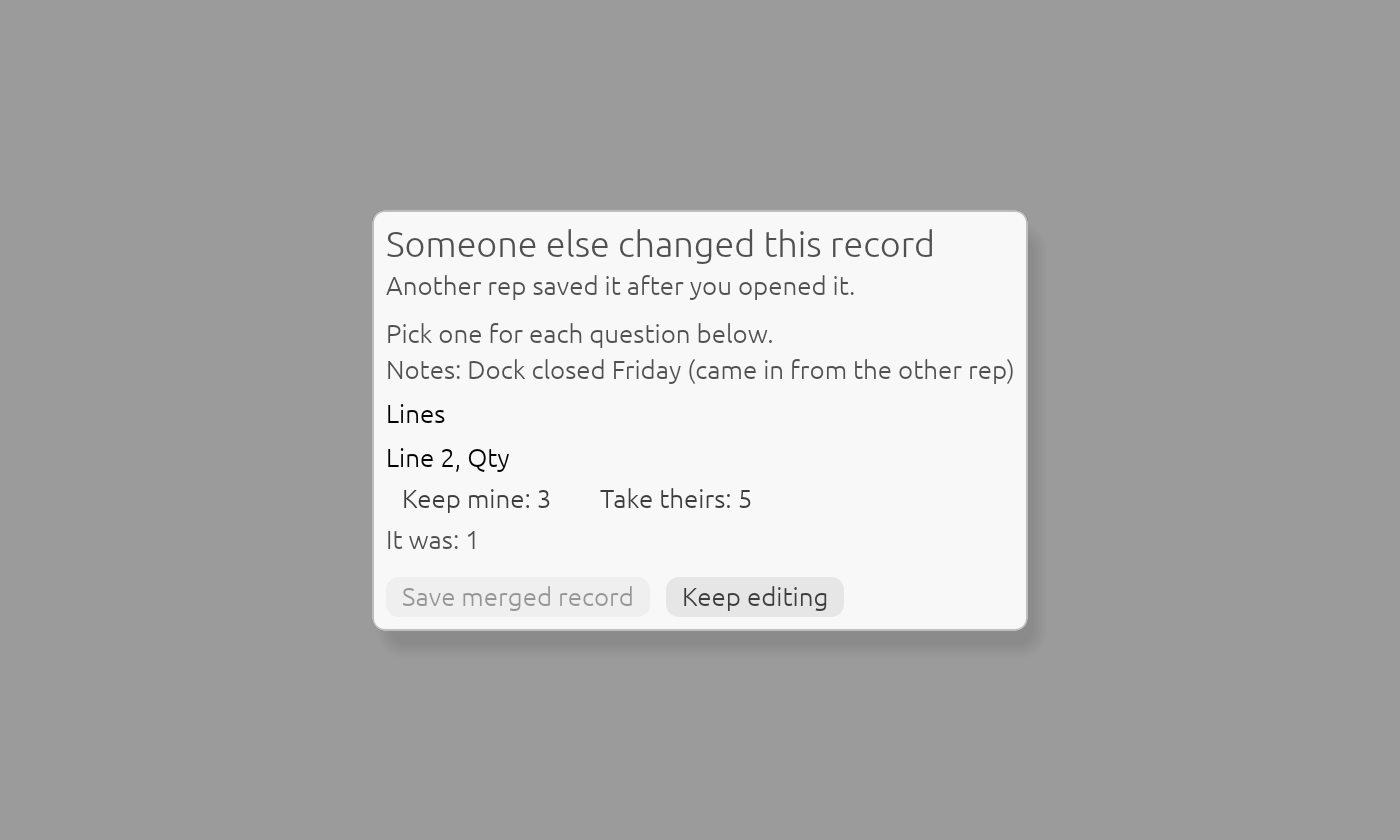 Someone else changed this record
Another rep saved it after you opened it.
Pick one for each question below.
Notes: Dock closed Friday (came in from the other rep)
Lines
Line 2, Qty
Keep mine: 3 Take theirs: 5
It was: 1
Save merged record Keep editing